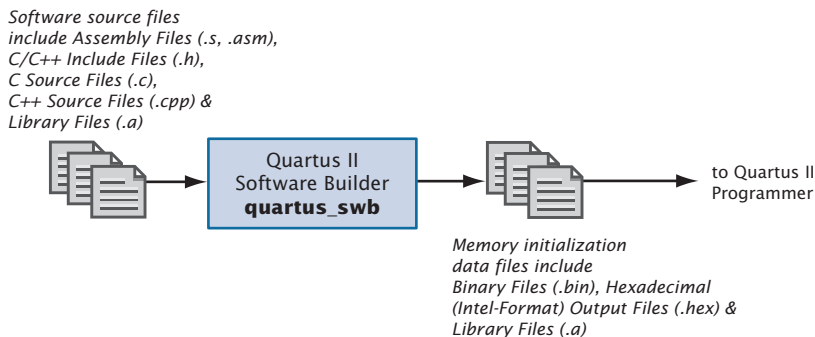 Software source files
include Assembly Files (.s, .asm),
C/C++ Include Files (.h),
C Source Files (.c),
C++ Source Files (.cpp) &
Library Files (.a)
Quartus II
Software Builder
quartus_swb
to Quartus II
Programmer
Memory initialization
data files include
Binary Files (.bin), Hexadecimal
(Intel-Format) Output Files (.hex) &
Library Files (.a)